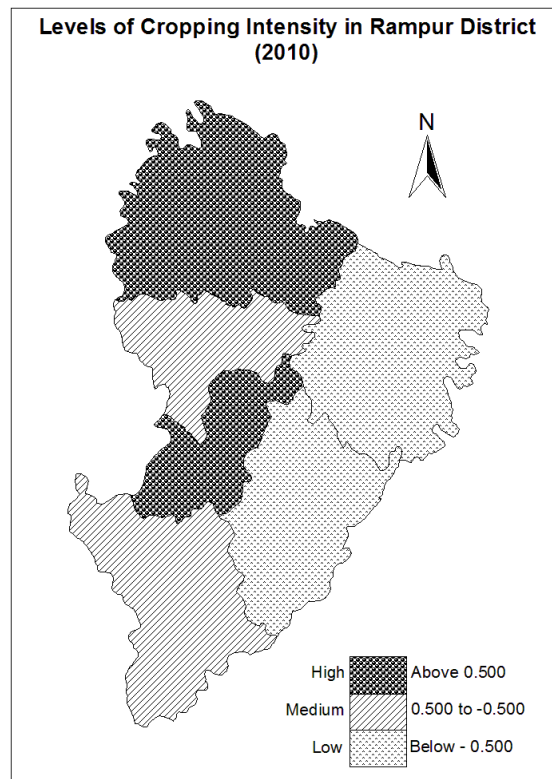 Levels of Cropping Intensity in Rampur District
(2010)
N
High Above 0.500
Medium 0.500 to -0.500
Low Below - 0.500